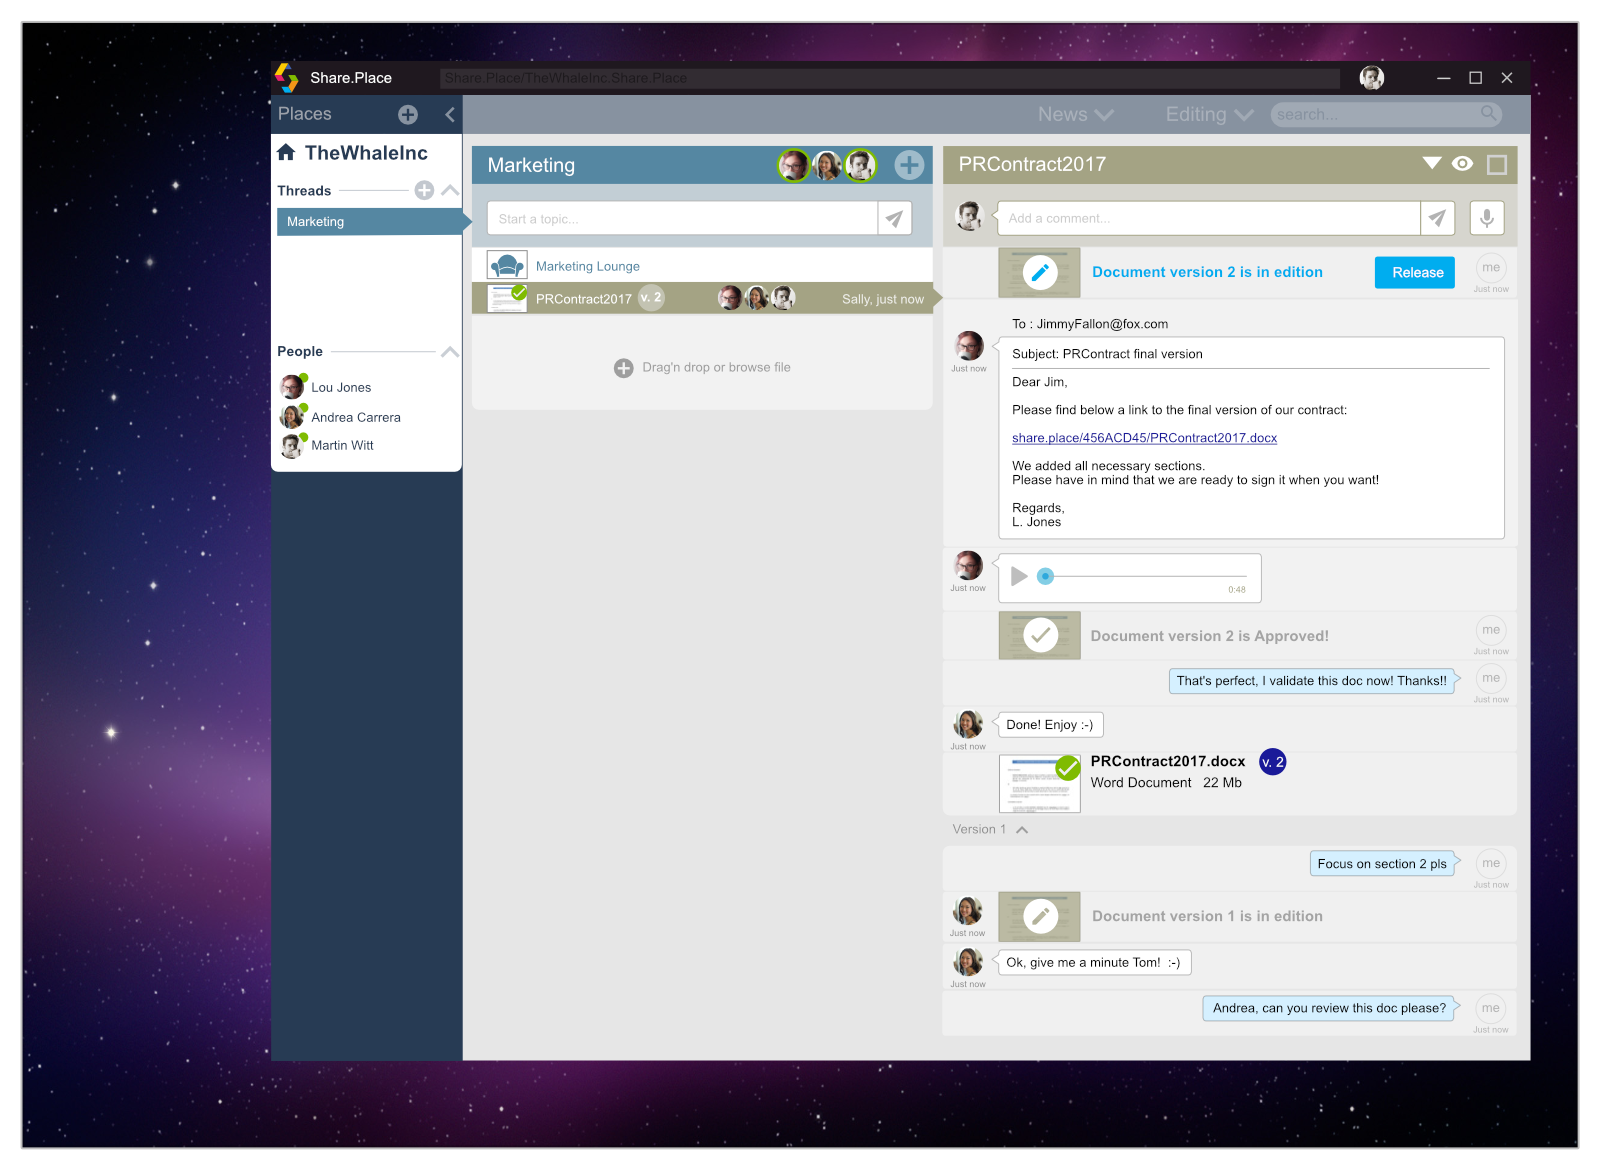 Share.Place
Share.Place/TheWhaleInc.Share.Place
Places
News
Editing
search...
TheWhaleInc
Threads
Marketing
People
Lou Jones
Andrea Carrera
Martin Witt
Marketing
Start a topic...
Marketing Lounge
PRContract2017 v. 2 Sally, just now
Drag'n drop or browse file
PRContract2017
Add a comment...
Document version 2 is in edition Release me
Just now
To : JimmyFallon@fox.com
Just now
Subject: PRContract final version
Dear Jim,
Please find below a link to the final version of our contract:
share.place/456ACD45/PRContract2017.docx
We added all necessary sections.
Please have in mind that we are ready to sign it when you want!
Regards,
L. Jones
Just now
0:48
Document version 2 is Approved! me
Just now
That's perfect, I validate this doc now! Thanks!! me
Just now
Done! Enjoy :-)
Just now
PRContract2017.docx v. 2
Word Document 22 Mb
Version 1
Focus on section 2 pls me
Just now
Document version 1 is in edition
Just now
Ok, give me a minute Tom! :-)
Just now
Andrea, can you review this doc please? me
Just now